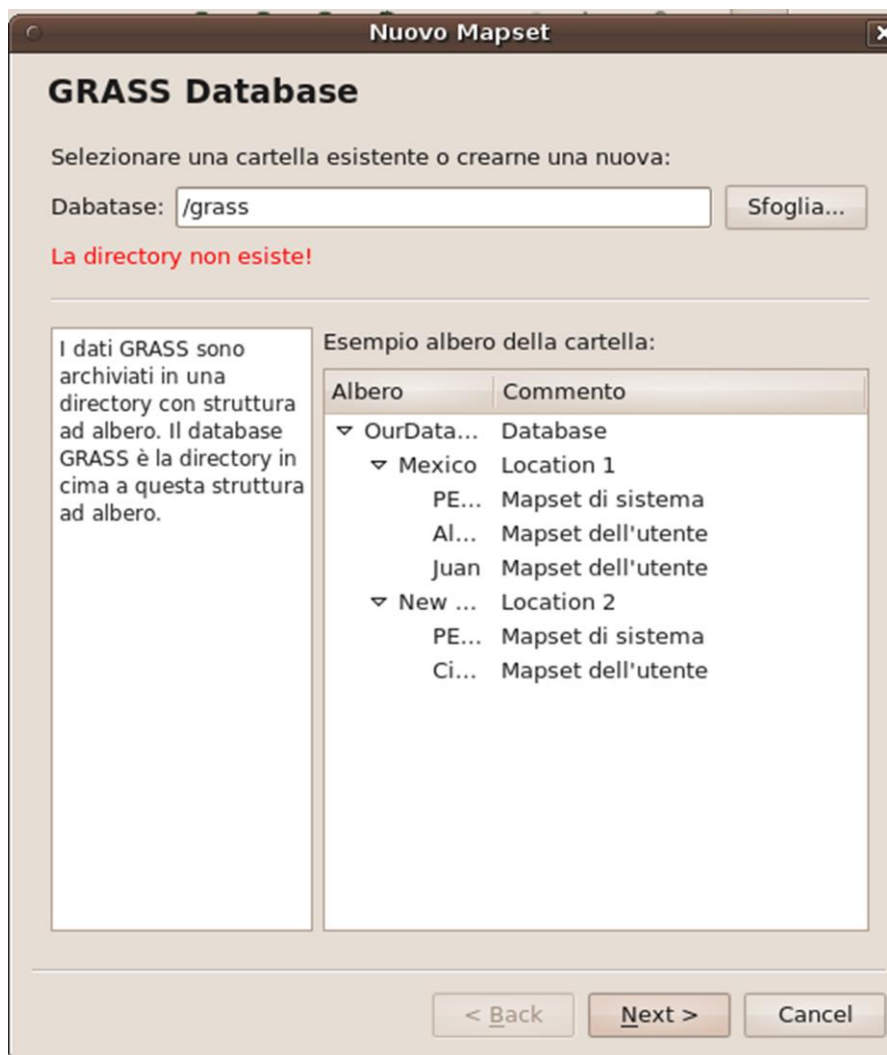 Nuovo Mapset
GRASS Database
Selezionare una cartella esistente o crearne una nuova:
Dabatase: /grass Sfoglia...
La directory non esiste!
I dati GRASS sono
archiviati in una
directory con struttura
ad albero. Il database
GRASS è la directory in
cima a questa struttura
ad albero.
Esempio albero della cartella:
Albero Commento
OurData... Database
Mexico Location 1
PE... Mapset di sistema
Al... Mapset dell'utente
Juan Mapset dell'utente
New ... Location 2
PE... Mapset di sistema
Ci... Mapset dell'utente
< Back Next > Cancel